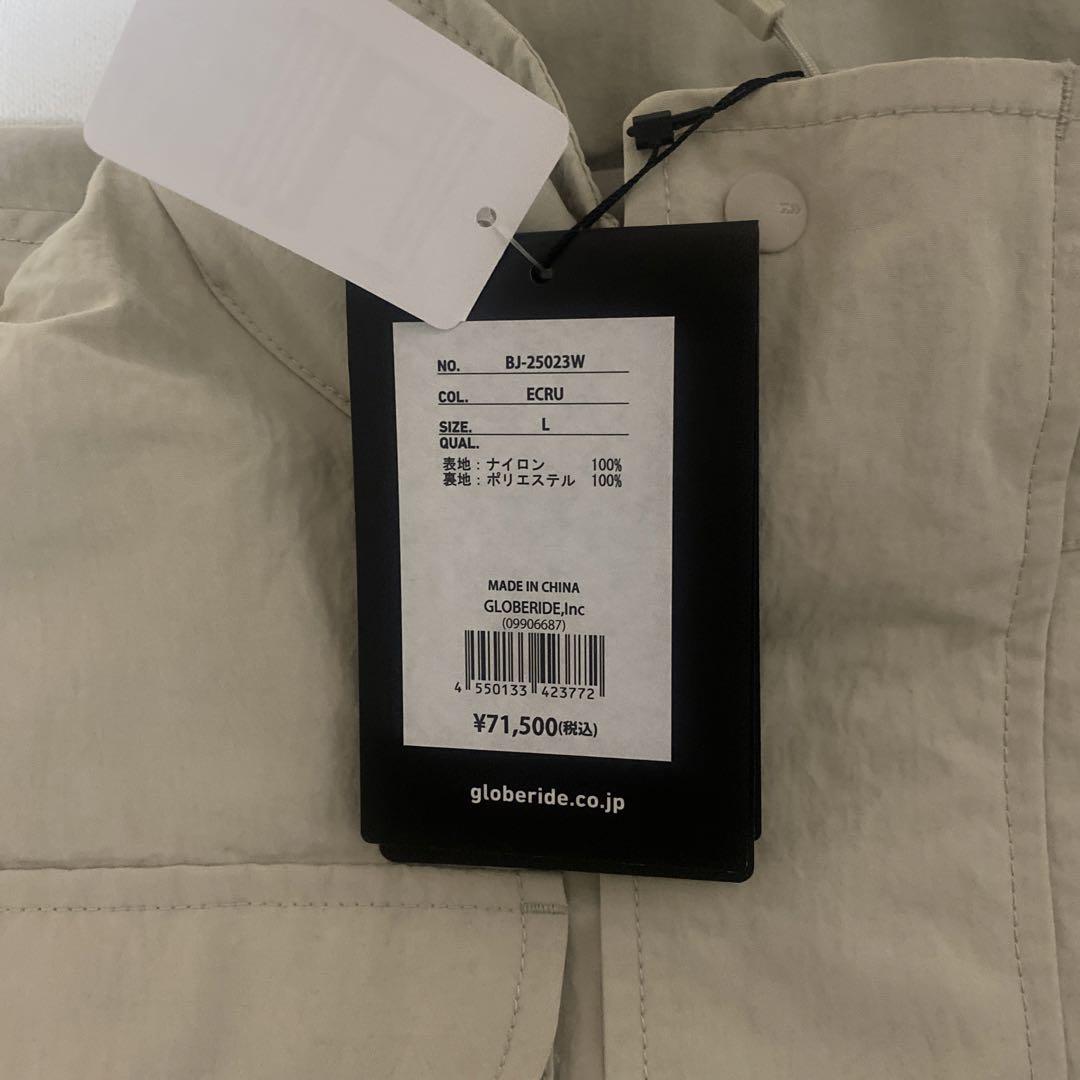 NO. BJ-25023W
COL. ECRU
SIZE. L
QUAL.
表地：ナイロン 100%
裏地：ポリエステル 100%
MADE IN CHINA
GLOBERIDE,Inc
(09906687)
4 550133 423772
¥71,500(税込)
globeride.co.jp